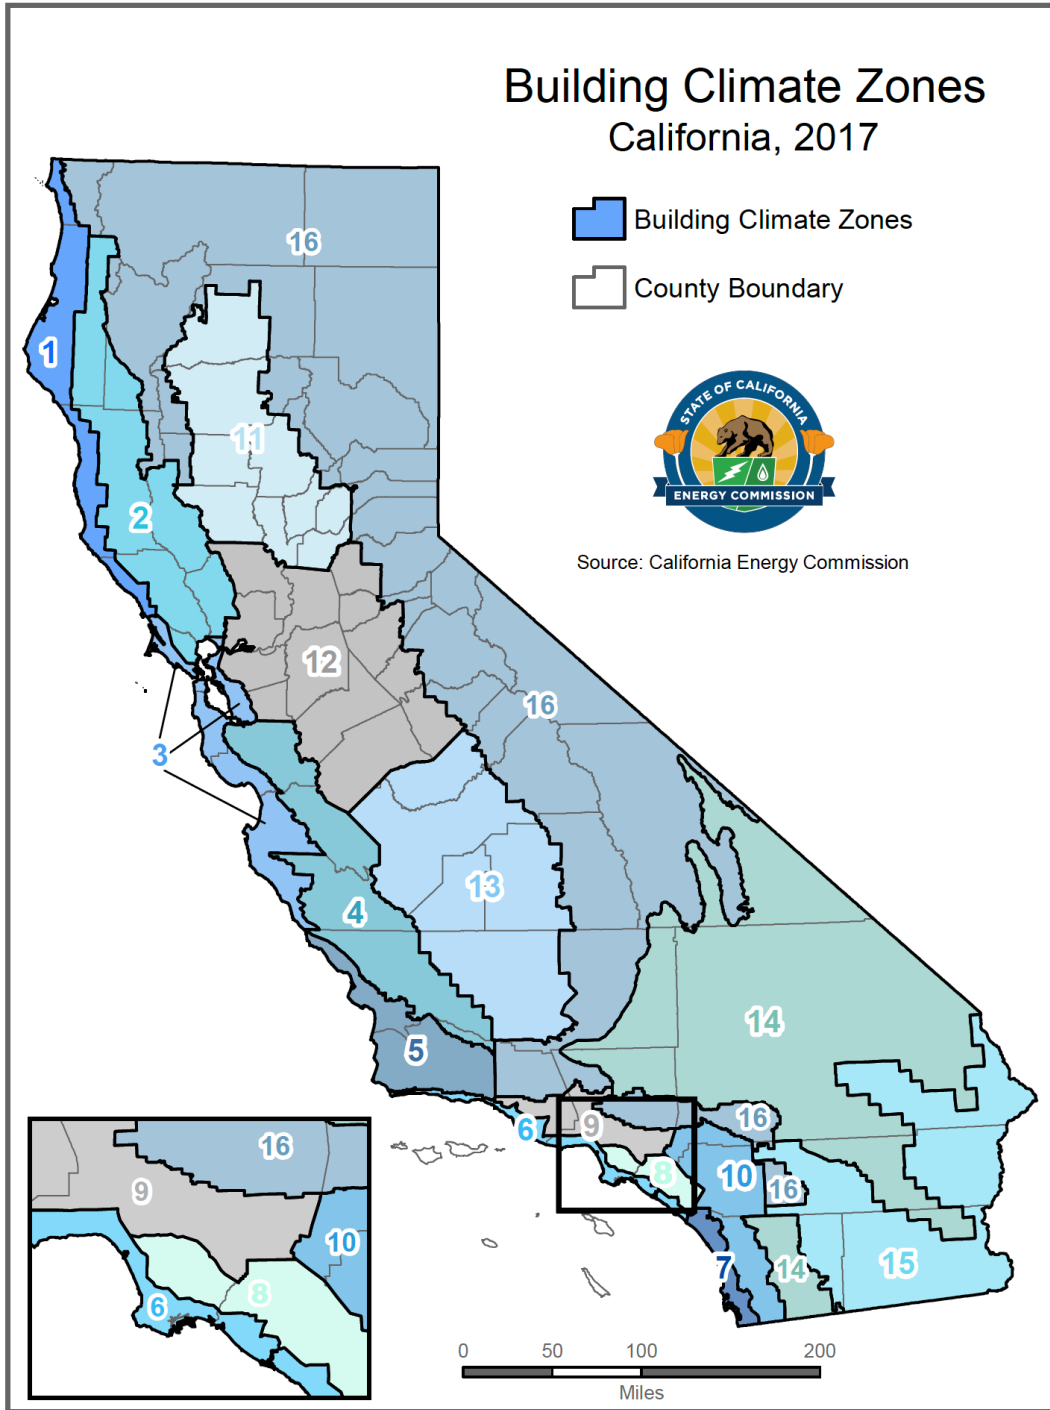 Building Climate Zones
California, 2017
Building Climate Zones
County Boundary
STATE OF CALIFORNIA
ENERGY COMMISSION
Source: California Energy Commission
16
1
11
2
12
16
3
13
4
14
5
6
9
16
8
10
16
7
14
15
16
9
10
8
6
0 50 100 200
Miles